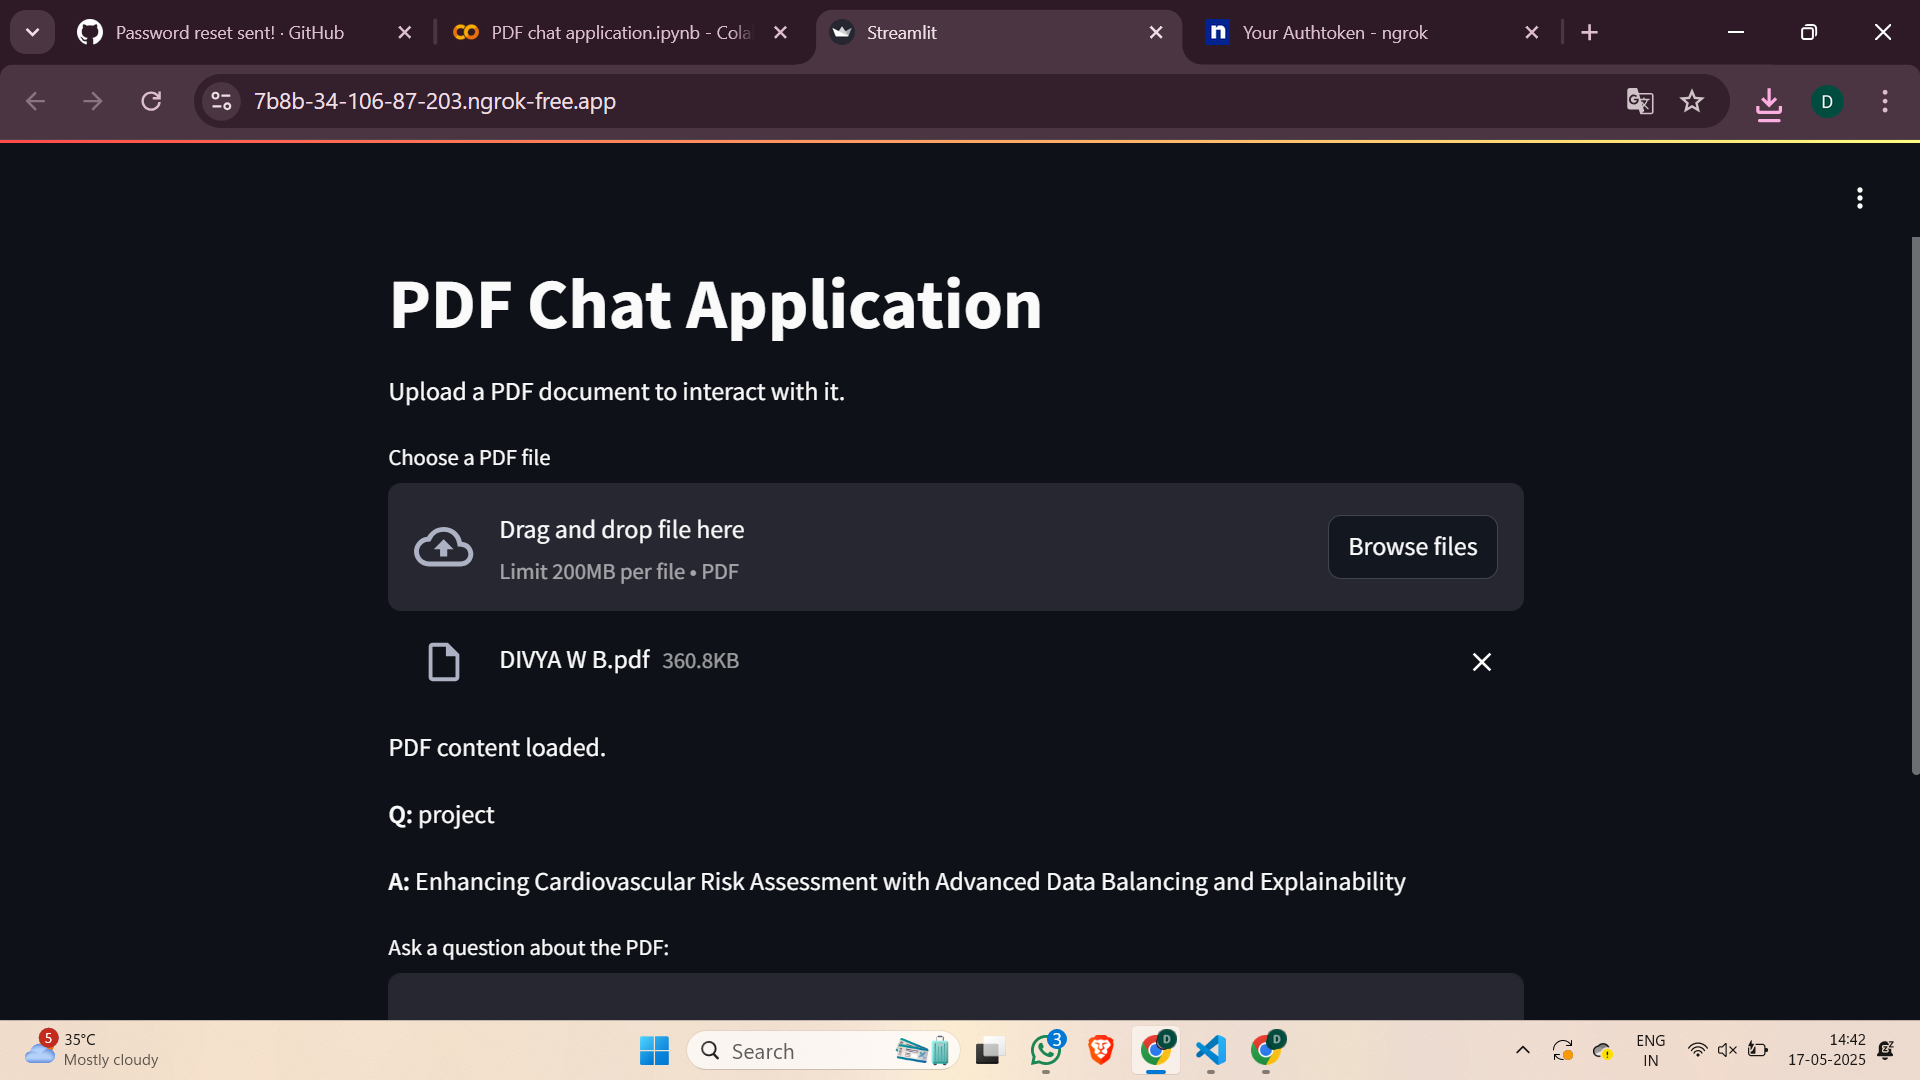 Password reset sent! · GitHub
PDF chat application.ipynb - Cola
Streamlit
n Your Authtoken - ngrok
7b8b-34-106-87-203.ngrok-free.app
D
PDF Chat Application
Upload a PDF document to interact with it.
Choose a PDF file
Drag and drop file here
Limit 200MB per file • PDF
Browse files
DIVYA W B.pdf 360.8KB
PDF content loaded.
Q: project
A: Enhancing Cardiovascular Risk Assessment with Advanced Data Balancing and Explainability
Ask a question about the PDF:
5
35°C
Mostly cloudy
Search
3
D
D
ENG
IN
14:42
17-05-2025